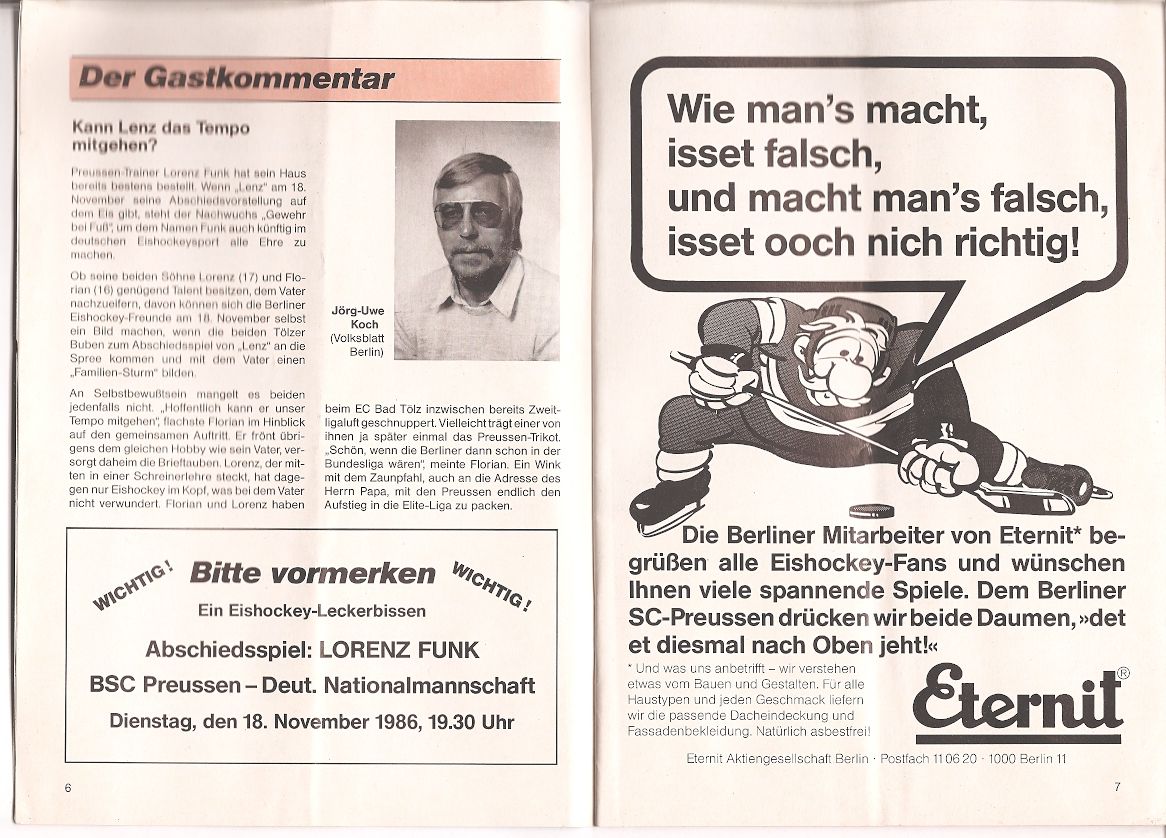 Der Gastkommentar
Kann Lenz das Tempo
mitgehen?
Preussen-Trainer Lorenz Funk hat sein Haus
bereits bestens bestellt. Wenn „Lenz“ am 18.
November seine Abschiedsvorstellung auf
dem Eis gibt, steht der Nachwuchs „Gewehr
bei Fuß“, um dem Namen Funk auch künftig im
deutschen Eishockeysport alle Ehre zu
machen.
Ob seine beiden Söhne Lorenz (17) und Flo-
rian (16) genügend Talent besitzen, dem Vater
nachzueifern, davon können sich die Berliner
Eishockey-Freunde am 18. November selbst
ein Bild machen, wenn die beiden Tölzer
Buben zum Abschiedsspiel von „Lenz“ an die
Spree kommen und mit dem Vater einen
„Familien-Sturm“ bilden.
An Selbstbewußtsein mangelt es beiden
jedenfalls nicht. „Hoffentlich kann er unser
Tempo mitgehen“, flachste Florian im Hinblick
auf den gemeinsamen Auftritt. Er frönt übri-
gens dem gleichen Hobby wie sein Vater, ver-
sorgt daheim die Brieftauben. Lorenz, der mit-
ten in einer Schreinerlehre steckt, hat dage-
gen nur Eishockey im Kopf, was bei dem Vater
nicht verwundert. Florian und Lorenz haben
Jörg-Uwe
Koch
(Volksblatt
Berlin)
beim EC Bad Tölz inzwischen bereits Zweit-
ligaluft geschnuppert. Vielleicht trägt einer von
ihnen ja später einmal das Preussen-Trikot.
„Schön, wenn die Berliner dann schon in der
Bundesliga wären“, meinte Florian. Ein Wink
mit dem Zaunpfahl, auch an die Adresse des
Herrn Papa, mit den Preussen endlich den
Aufstieg in die Elite-Liga zu packen.
WICHTIG! Bitte vormerken WICHTIG!
Ein Eishockey-Leckerbissen
Abschiedsspiel: LORENZ FUNK
BSC Preussen – Deut. Nationalmannschaft
Dienstag, den 18. November 1986, 19.30 Uhr
6
Wie man's macht,
isset falsch,
und macht man's falsch,
isset ooch nich richtig!
Die Berliner Mitarbeiter von Eternit* be-
grüßen alle Eishockey-Fans und wünschen
Ihnen viele spannende Spiele. Dem Berliner
SC-Preussen drücken wir beide Daumen, »det
et diesmal nach Oben jeht!«
* Und was uns anbetrifft – wir verstehen
etwas vom Bauen und Gestalten. Für alle
Haustypen und jeden Geschmack liefern
wir die passende Dacheindeckung und
Fassadenbekleidung. Natürlich asbestfrei!
Eternit®
Eternit Aktiengesellschaft Berlin · Postfach 11 06 20 · 1000 Berlin 11
7